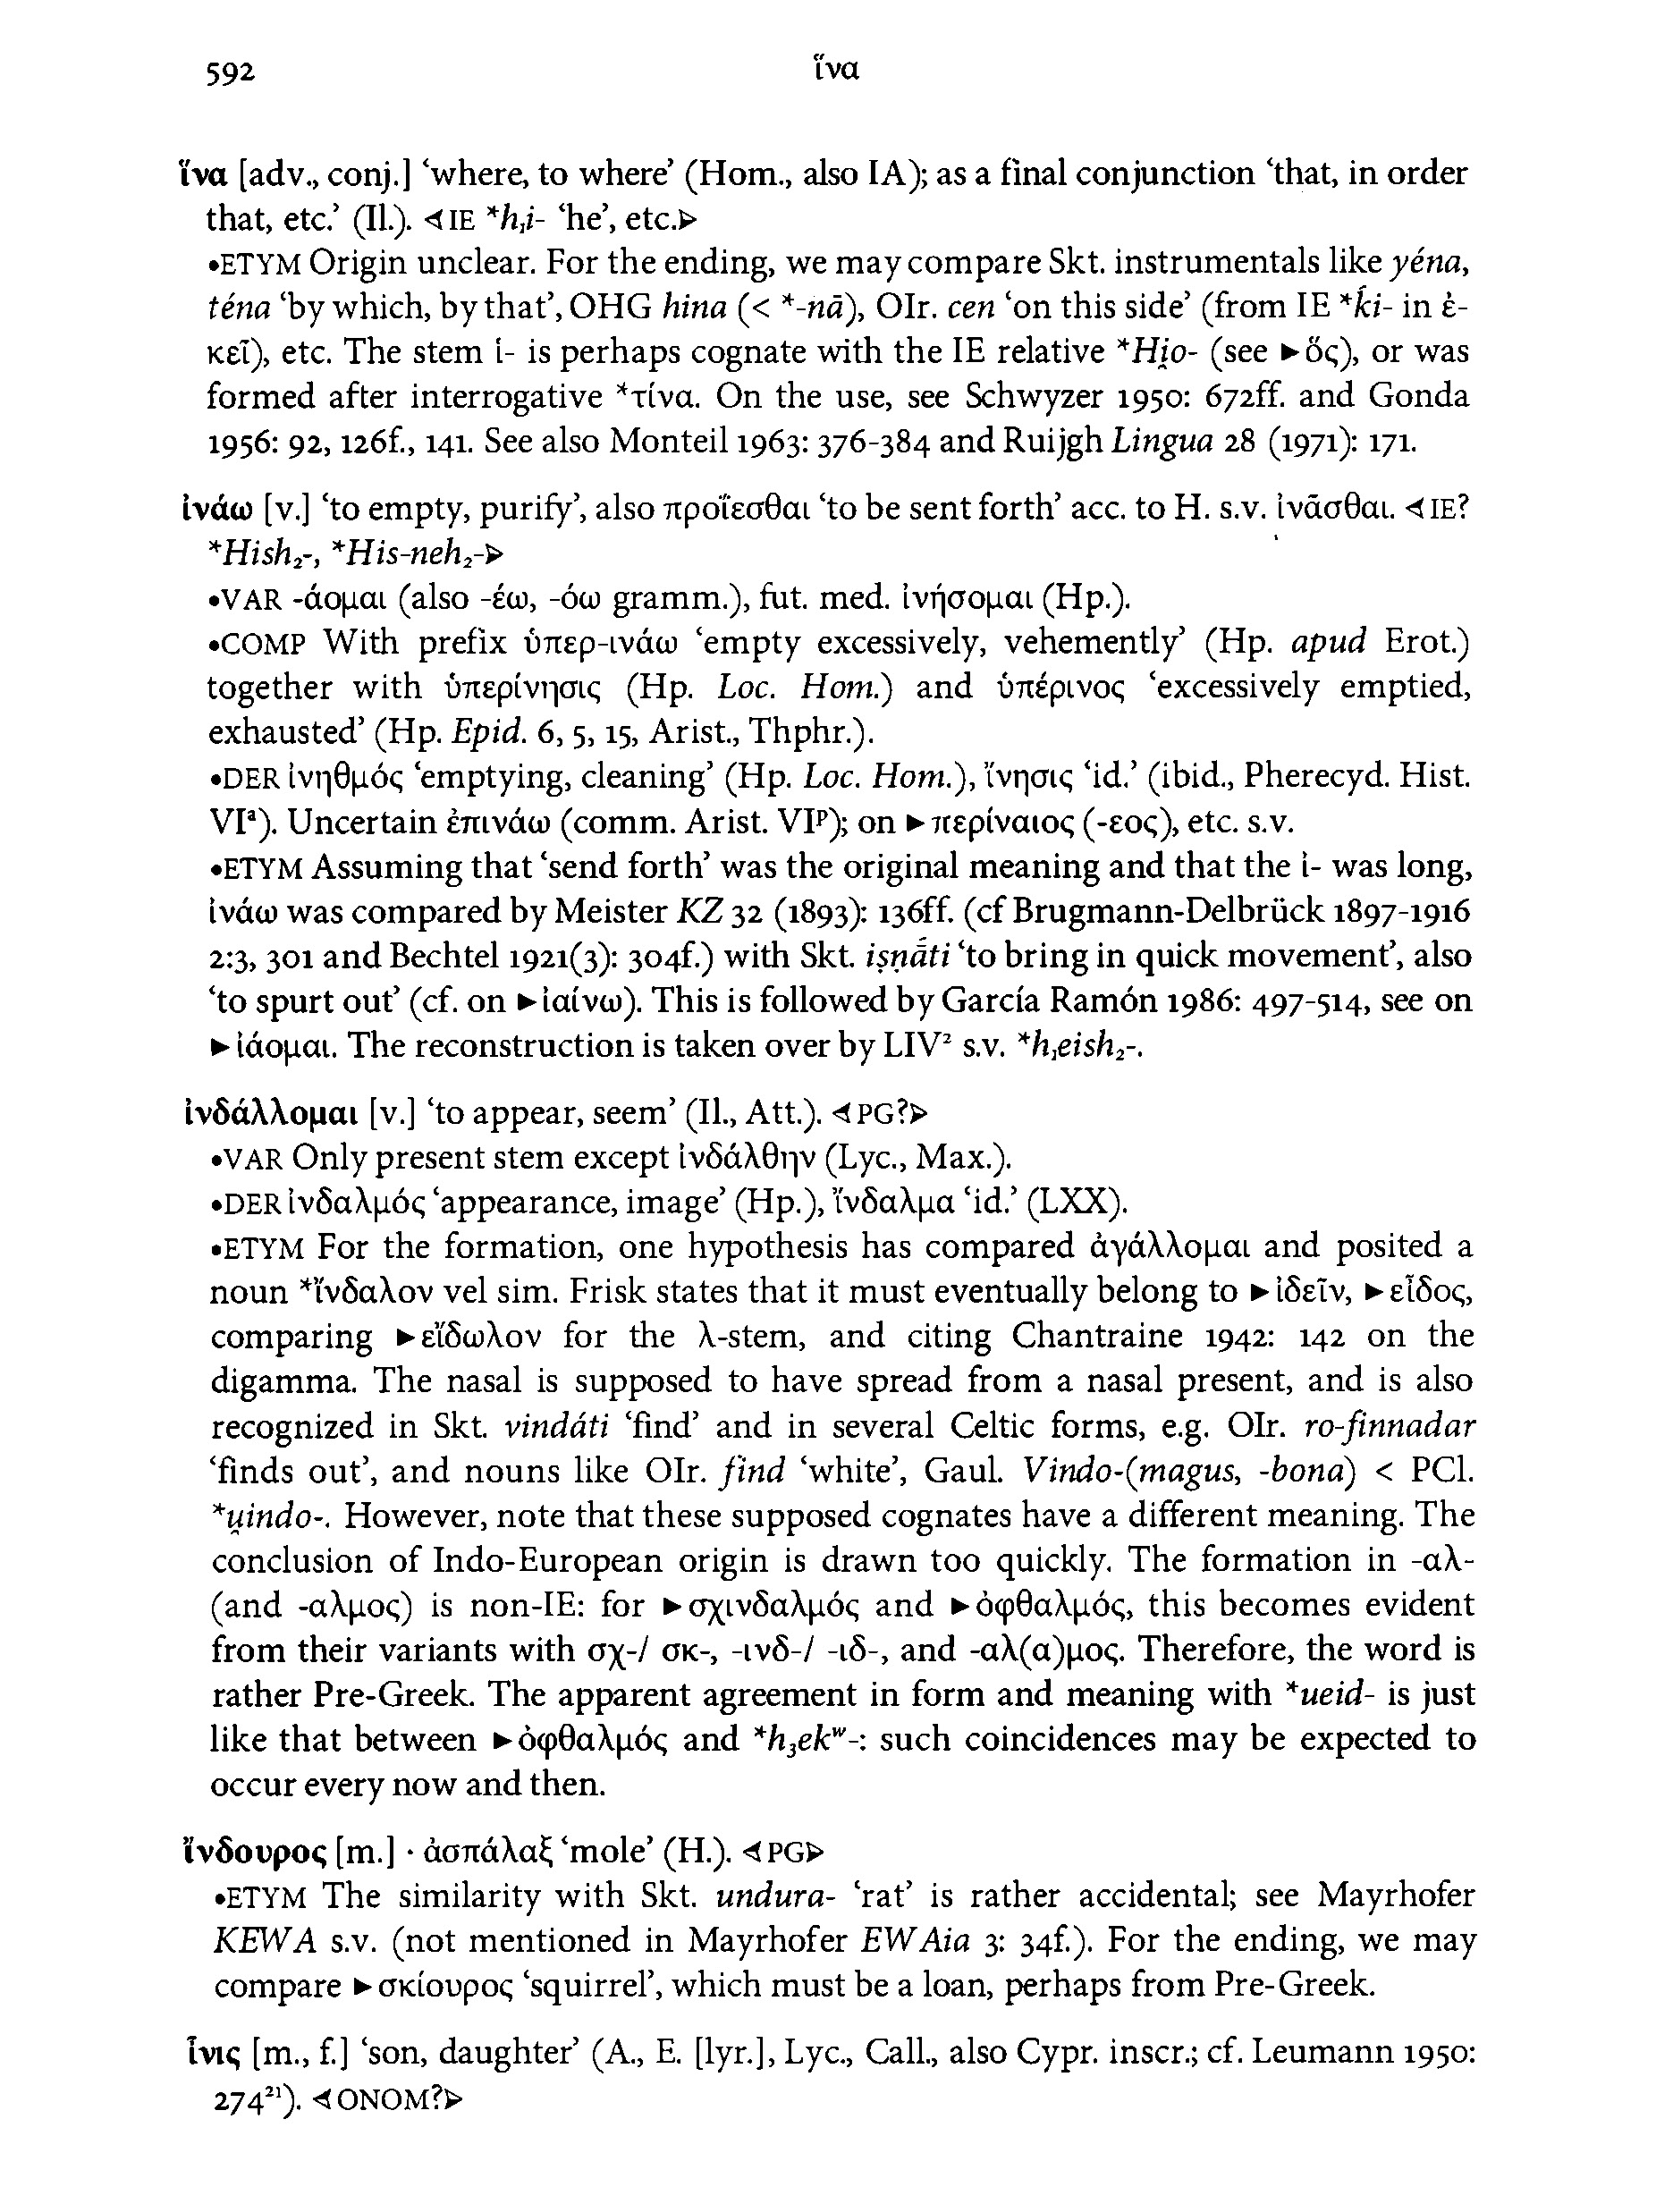 592
ἵνα
ἵνα [adv., conj.] ‘where, to where’ (Hom., also IA); as a final conjunction ‘that, in order
that, etc.’ (Il.). ◁IE *h₁i- ‘he’, etc.▷
•ETYM Origin unclear. For the ending, we may compare Skt. instrumentals like yéna,
téna ‘by which, by that’, OHG hina (< *-nā), OIr. cen ‘on this side’ (from IE *ḱi- in ἐ-
κεῖ), etc. The stem ἱ- is perhaps cognate with the IE relative *Hi̯o- (see ►ὅς), or was
formed after interrogative *τίνα. On the use, see Schwyzer 1950: 672ff. and Gonda
1956: 92, 126f., 141. See also Monteil 1963: 376-384 and Ruijgh Lingua 28 (1971): 171.
ἰνάω [v.] ‘to empty, purify’, also προΐεσθαι ‘to be sent forth’ acc. to H. s.v. ἰνᾶσθαι. ◁IE?
*Hish₂-, *His-neh₂-▷
•VAR -άομαι (also -έω, -όω gramm.), fut. med. ἰνήσομαι (Hp.).
•COMP With prefix ὑπερ-ινάω ‘empty excessively, vehemently’ (Hp. apud Erot.)
together with ὑπερίνησις (Hp. Loc. Hom.) and ὑπέρινος ‘excessively emptied,
exhausted’ (Hp. Epid. 6, 5, 15, Arist., Thphr.).
•DER ἰνηθμός ‘emptying, cleaning’ (Hp. Loc. Hom.), ἴνησις ‘id.’ (ibid., Pherecyd. Hist.
VIᵃ). Uncertain ἐπινάω (comm. Arist. VIᵖ); on ►περίναιος (-εος), etc. s.v.
•ETYM Assuming that ‘send forth’ was the original meaning and that the ἰ- was long,
ἰνάω was compared by Meister KZ 32 (1893): 136ff. (cf Brugmann-Delbrück 1897-1916
2:3, 301 and Bechtel 1921(3): 304f.) with Skt. iṣṇā́ti ‘to bring in quick movement’, also
‘to spurt out’ (cf. on ►ἰαίνω). This is followed by García Ramón 1986: 497-514, see on
►ἰάομαι. The reconstruction is taken over by LIV² s.v. *h₁eish₂-.
ἰνδάλλομαι [v.] ‘to appear, seem’ (Il., Att.). ◁PG?▷
•VAR Only present stem except ἰνδάλθην (Lyc., Max.).
•DER ἰνδαλμός ‘appearance, image’ (Hp.), ἴνδαλμα ‘id.’ (LXX).
•ETYM For the formation, one hypothesis has compared ἀγάλλομαι and posited a
noun *ἴνδαλον vel sim. Frisk states that it must eventually belong to ►ἰδεῖν, ►εἶδος,
comparing ►εἴδωλον for the λ-stem, and citing Chantraine 1942: 142 on the
digamma. The nasal is supposed to have spread from a nasal present, and is also
recognized in Skt. vindáti ‘find’ and in several Celtic forms, e.g. OIr. ro-finnadar
‘finds out’, and nouns like OIr. find ‘white’, Gaul. Vindo-(magus, -bona) < PCl.
*u̯indo-. However, note that these supposed cognates have a different meaning. The
conclusion of Indo-European origin is drawn too quickly. The formation in -αλ-
(and -αλμος) is non-IE: for ►σχινδαλμός and ►ὀφθαλμός, this becomes evident
from their variants with σχ-/ σκ-, -ινδ-/ -ιδ-, and -αλ(α)μος. Therefore, the word is
rather Pre-Greek. The apparent agreement in form and meaning with *ueid- is just
like that between ►ὀφθαλμός and *h₃ekʷ-: such coincidences may be expected to
occur every now and then.
ἴνδουρος [m.] · ἀσπάλαξ ‘mole’ (H.). ◁PG▷
•ETYM The similarity with Skt. undura- ‘rat’ is rather accidental; see Mayrhofer
KEWA s.v. (not mentioned in Mayrhofer EWAia 3: 34f.). For the ending, we may
compare ►σκίουρος ‘squirrel’, which must be a loan, perhaps from Pre-Greek.
ἶνις [m., f.] ‘son, daughter’ (A., E. [lyr.], Lyc., Call., also Cypr. inscr.; cf. Leumann 1950:
274²¹). ◁ONOM?▷